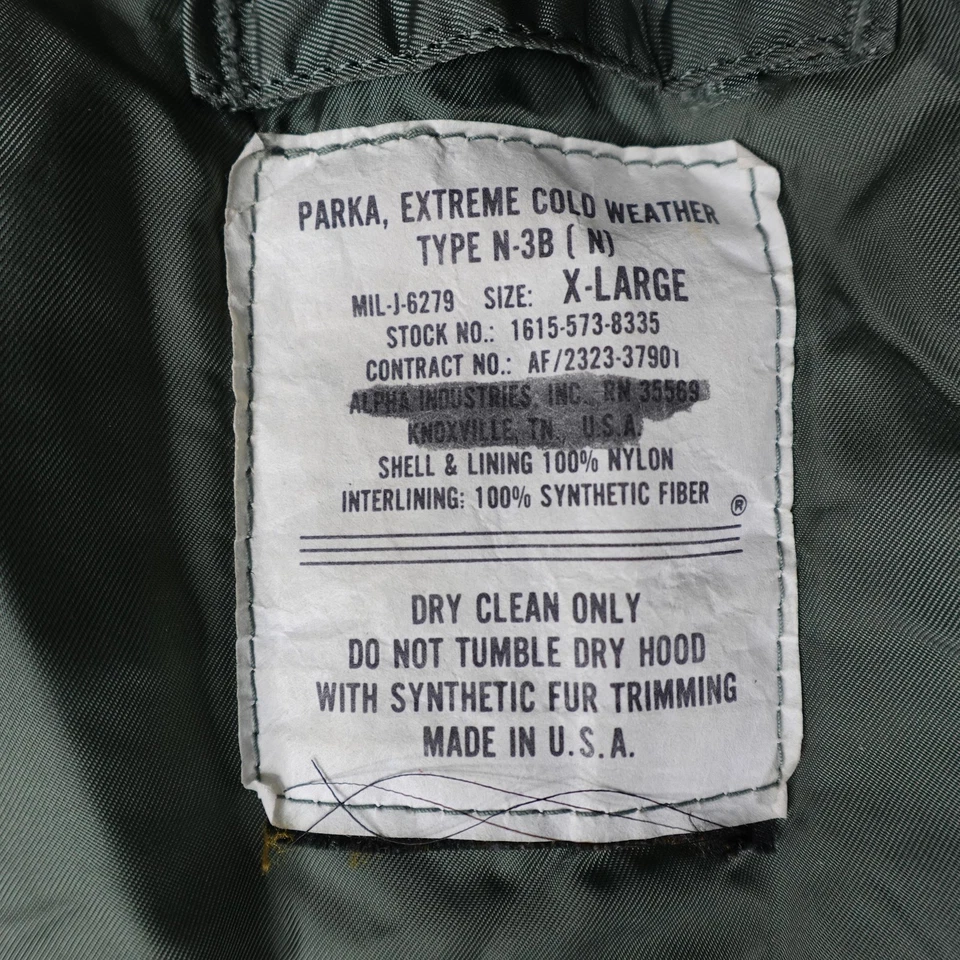 PARKA, EXTREME COLD WEATHER
TYPE N-3B ( N)
MIL-J-6279 SIZE: X-LARGE
STOCK NO.: 1615-573-8335
CONTRACT NO.: AF/2323-37901
ALPHA INDUSTRIES, INC. RN 35569
KNOXVILLE, TN., U.S.A.
SHELL & LINING 100% NYLON
INTERLINING: 100% SYNTHETIC FIBER ®
DRY CLEAN ONLY
DO NOT TUMBLE DRY HOOD
WITH SYNTHETIC FUR TRIMMING
MADE IN U.S.A.